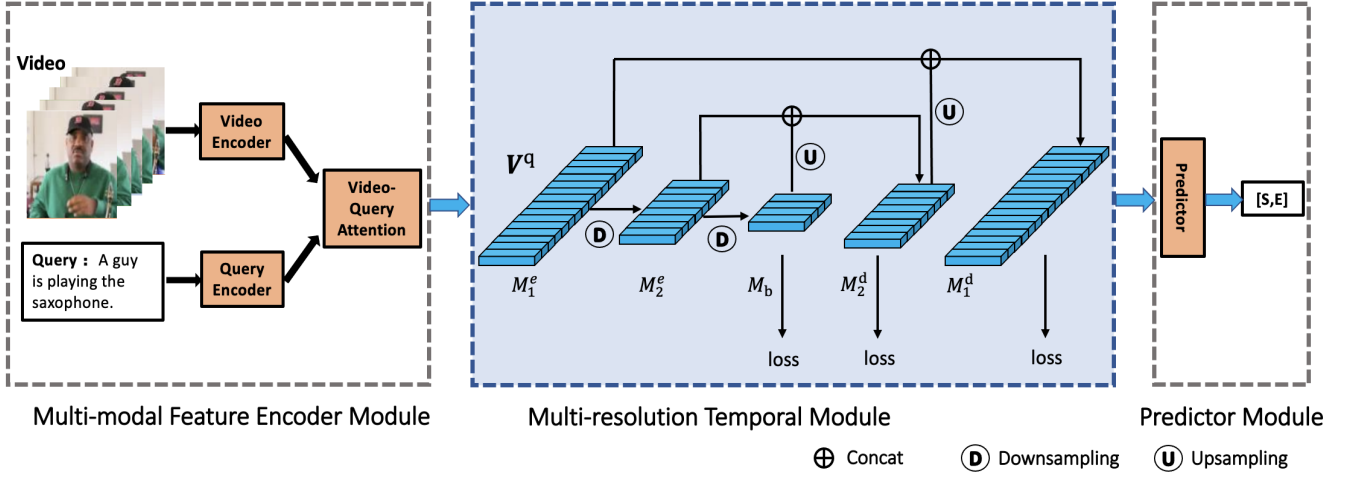 Video
Video
Encoder
Query： A guy
is playing the
saxophone.
Query
Encoder
Video-
Query
Attention
Multi-modal Feature Encoder Module
V^q
D
D
U
U
M_1^e
M_2^e
M_b
M_2^d
M_1^d
loss
loss
loss
Multi-resolution Temporal Module
Predictor
[S,E]
Predictor Module
⊕ Concat
D Downsampling
U Upsampling